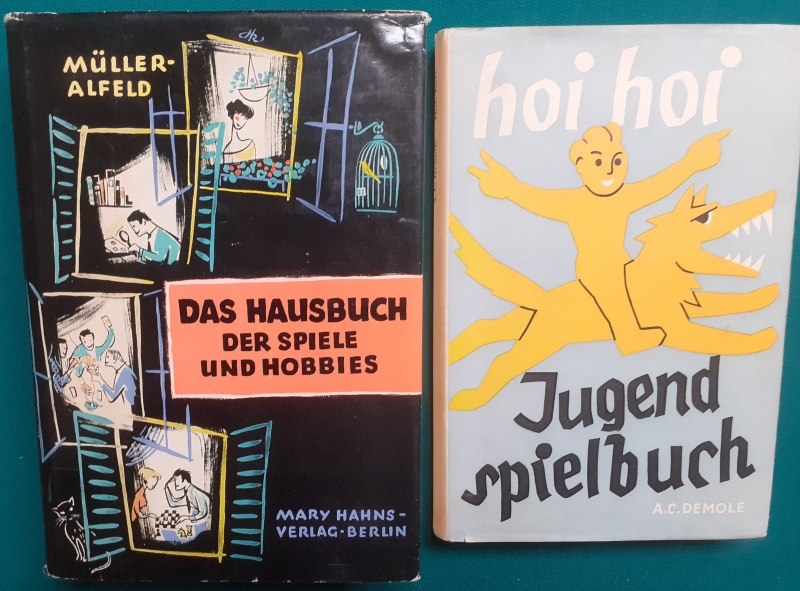 MÜLLER-
ALFELD
DAS HAUSBUCH
DER SPIELE
UND HOBBIES
MARY HAHNS-
VERLAG·BERLIN
hoi hoi
Jugend
spielbuch
A.C. DEMOLE